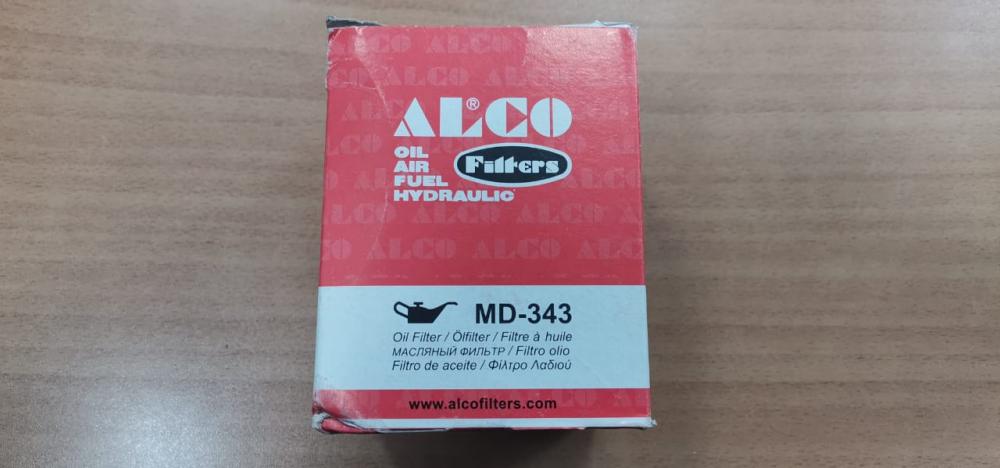 ALCO®
OIL
AIR
FUEL
HYDRAULIC
Filters
MD-343
Oil Filter / Ölfilter / Filtre à huile
МАСЛЯНЫЙ ФИЛЬТР / Filtro olio
Filtro de aceite / Φίλτρο Λαδιού
www.alcofilters.com